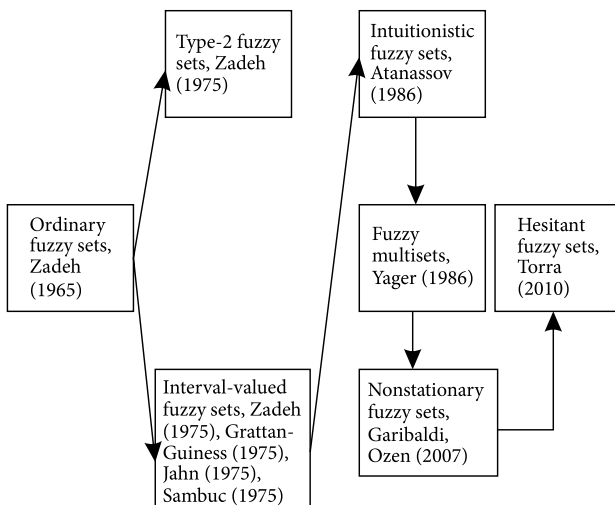 Type-2 fuzzy
sets, Zadeh
(1975)
Intuitionistic
fuzzy sets,
Atanassov
(1986)
Ordinary
fuzzy sets,
Zadeh
(1965)
Fuzzy
multisets,
Yager (1986)
Hesitant
fuzzy sets,
Torra
(2010)
Interval-valued
fuzzy sets, Zadeh
(1975), Grattan-
Guiness (1975),
Jahn (1975),
Sambuc (1975)
Nonstationary
fuzzy sets,
Garibaldi,
Ozen (2007)